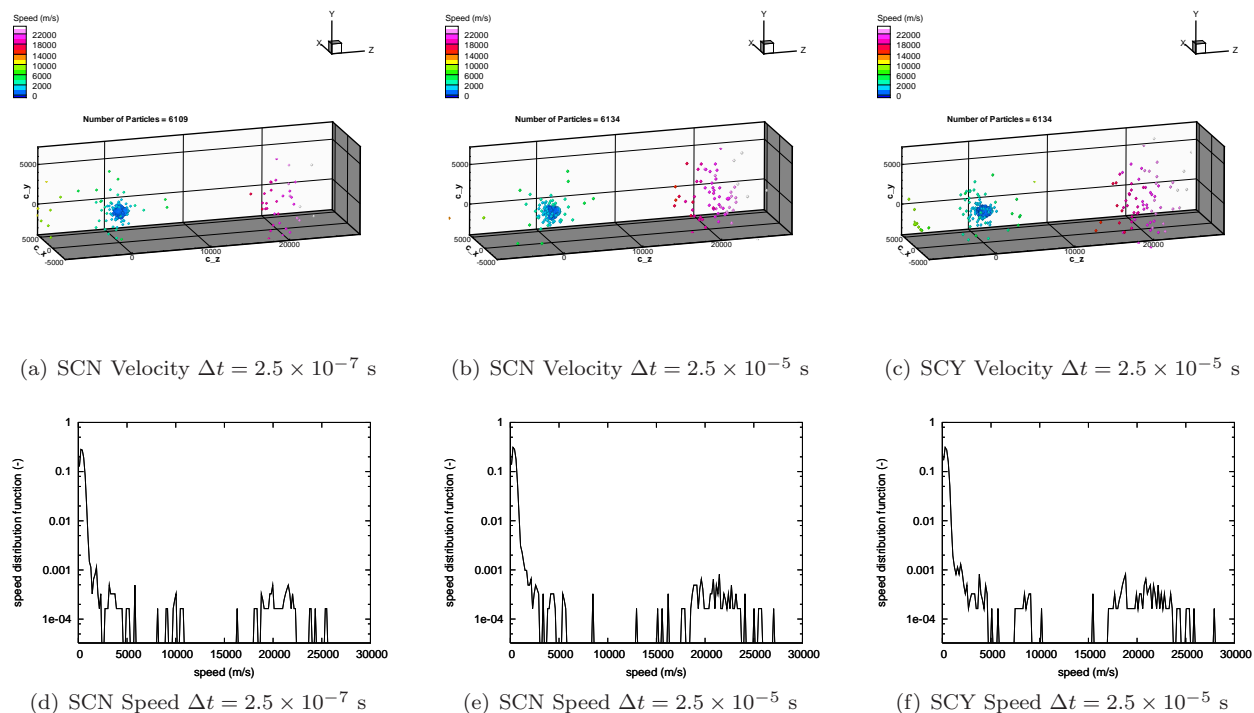 Speed (m/s)
22000
18000
14000
10000
6000
2000
0
Y
X
Z
Number of Particles = 6109
5000
0
c_y
5000
0
-5000
c_x
0
10000
20000
c_z
(a) SCN Velocity Δt = 2.5 × 10⁻⁷ s
Speed (m/s)
22000
18000
14000
10000
6000
2000
0
Y
X
Z
Number of Particles = 6134
5000
0
c_y
5000
0
-5000
c_x
0
10000
20000
c_z
(b) SCN Velocity Δt = 2.5 × 10⁻⁵ s
Speed (m/s)
22000
18000
14000
10000
6000
2000
0
Y
X
Z
Number of Particles = 6134
5000
0
c_y
5000
0
-5000
c_x
0
10000
20000
c_z
(c) SCY Velocity Δt = 2.5 × 10⁻⁵ s
1
0.1
0.01
0.001
1e-04
speed distribution function (-)
0 5000 10000 15000 20000 25000 30000
speed (m/s)
(d) SCN Speed Δt = 2.5 × 10⁻⁷ s
1
0.1
0.01
0.001
1e-04
speed distribution function (-)
0 5000 10000 15000 20000 25000 30000
speed (m/s)
(e) SCN Speed Δt = 2.5 × 10⁻⁵ s
1
0.1
0.01
0.001
1e-04
speed distribution function (-)
0 5000 10000 15000 20000 25000 30000
speed (m/s)
(f) SCY Speed Δt = 2.5 × 10⁻⁵ s